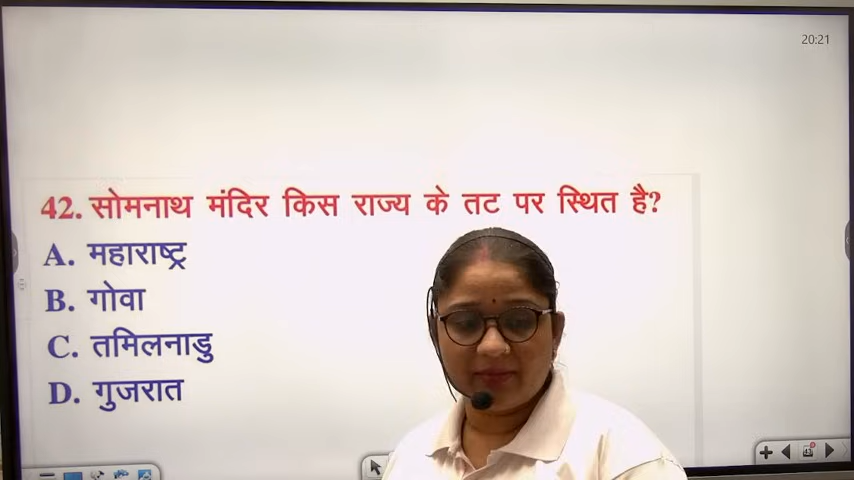 20:21
42. सोमनाथ मंदिर किस राज्य के तट पर स्थित है?
A. महाराष्ट्र
B. गोवा
C. तमिलनाडु
D. गुजरात